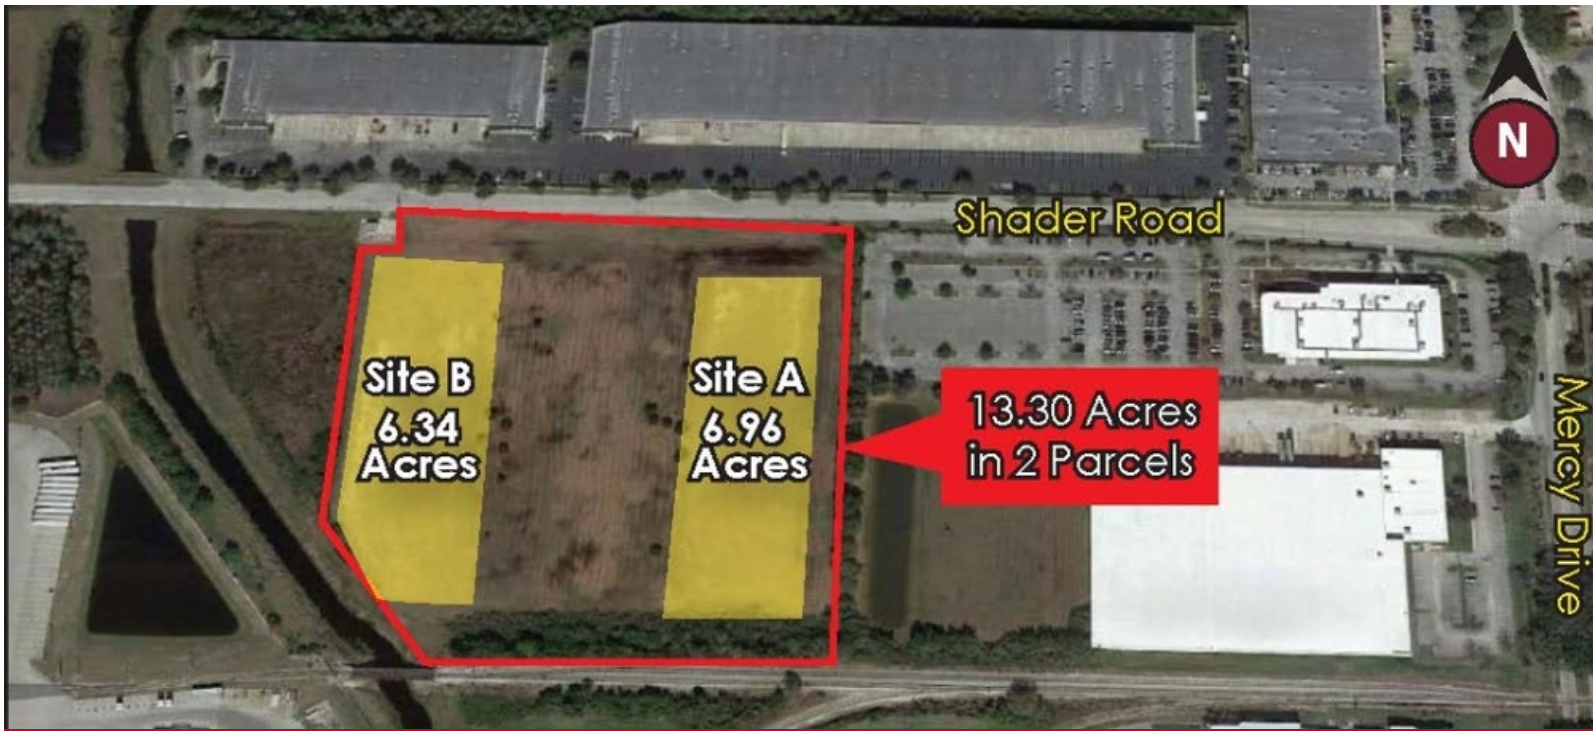 N
Shader Road
Site B
6.34
Acres
Site A
6.96
Acres
13.30 Acres
in 2 Parcels
Mercy Drive